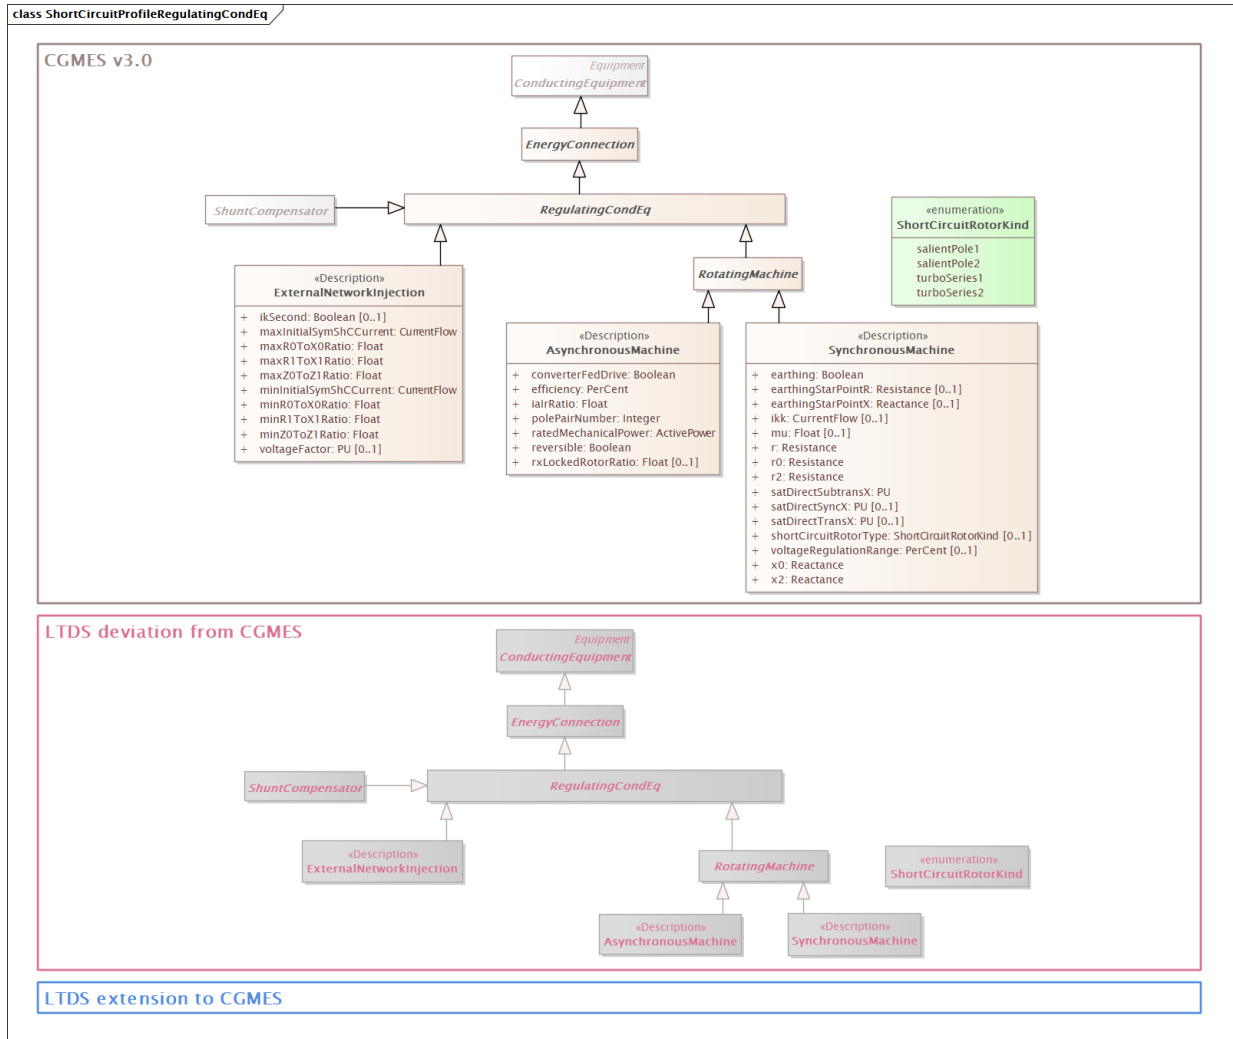 class ShortCircuitProfileRegulatingCondEq
CGMES v3.0
Equipment
ConductingEquipment
EnergyConnection
ShuntCompensator
RegulatingCondEq
«enumeration»
ShortCircuitRotorKind
salientPole1
salientPole2
turboSeries1
turboSeries2
RotatingMachine
«Description»
ExternalNetworkInjection
+ ikSecond: Boolean [0..1]
+ maxInitialSymShCCurrent: CurrentFlow
+ maxR0ToX0Ratio: Float
+ maxR1ToX1Ratio: Float
+ maxZ0ToZ1Ratio: Float
+ minInitialSymShCCurrent: CurrentFlow
+ minR0ToX0Ratio: Float
+ minR1ToX1Ratio: Float
+ minZ0ToZ1Ratio: Float
+ voltageFactor: PU [0..1]
«Description»
AsynchronousMachine
+ converterFedDrive: Boolean
+ efficiency: PerCent
+ iaIrRatio: Float
+ polePairNumber: Integer
+ ratedMechanicalPower: ActivePower
+ reversible: Boolean
+ rxLockedRotorRatio: Float [0..1]
«Description»
SynchronousMachine
+ earthing: Boolean
+ earthingStarPointR: Resistance [0..1]
+ earthingStarPointX: Reactance [0..1]
+ ikk: CurrentFlow [0..1]
+ mu: Float [0..1]
+ r: Resistance
+ r0: Resistance
+ r2: Resistance
+ satDirectSubtransX: PU
+ satDirectSyncX: PU [0..1]
+ satDirectTransX: PU [0..1]
+ shortCircuitRotorType: ShortCircuitRotorKind [0..1]
+ voltageRegulationRange: PerCent [0..1]
+ x0: Reactance
+ x2: Reactance
LTDS deviation from CGMES
Equipment
ConductingEquipment
EnergyConnection
ShuntCompensator
RegulatingCondEq
«Description»
ExternalNetworkInjection
RotatingMachine
«enumeration»
ShortCircuitRotorKind
«Description»
AsynchronousMachine
«Description»
SynchronousMachine
LTDS extension to CGMES